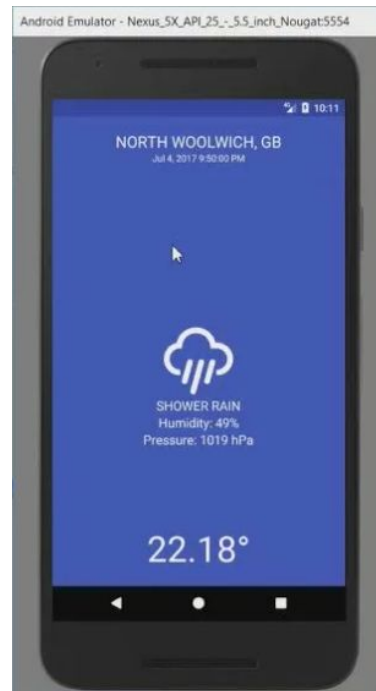 Android Emulator - Nexus_5X_API_25_-_5.5_inch_Nougat:5554
10:11
NORTH WOOLWICH, GB
Jul 4, 2017 9:50:00 PM
SHOWER RAIN
Humidity: 49%
Pressure: 1019 hPa
22.18°